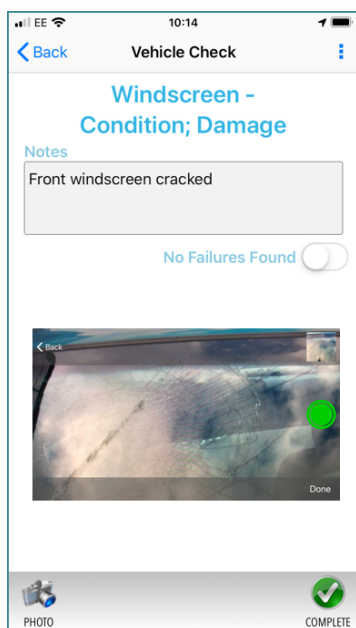 EE 10:14
Back Vehicle Check
Windscreen -
Condition; Damage
Notes
Front windscreen cracked
No Failures Found
Back
Done
PHOTO COMPLETE